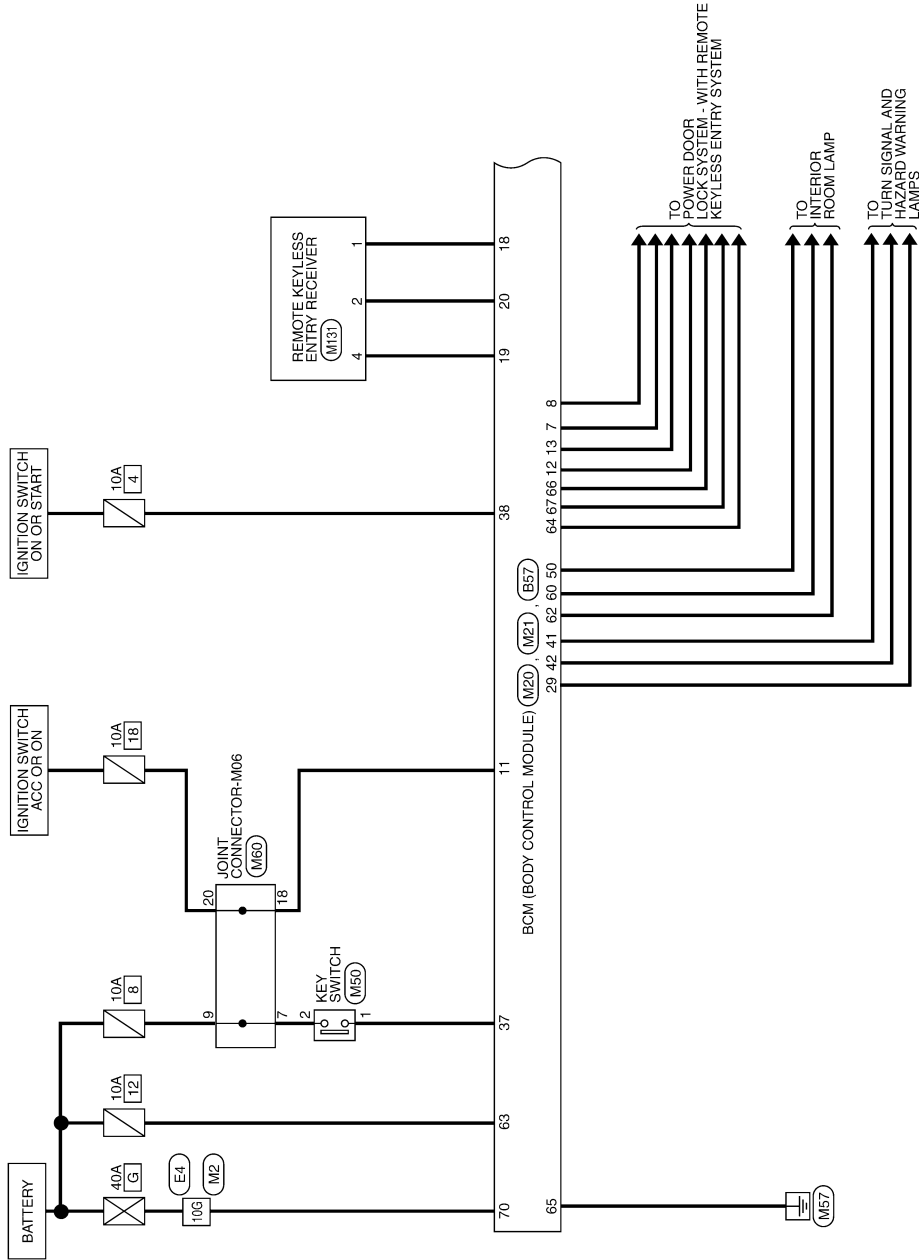 BATTERY
IGNITION SWITCH
ACC OR ON
IGNITION SWITCH
ON OR START
40A
G
10A
12
10A
8
10A
18
10A
4
E4
M2
10G
JOINT
CONNECTOR-M06
M60
9
20
7
18
KEY
SWITCH
M50
2
1
REMOTE KEYLESS
ENTRY RECEIVER
M131
4
2
1
70
63
37
11
38
19
20
18
BCM (BODY CONTROL MODULE) M20 , M21 , B57
65
29
42
41
62
60
50
64
67
66
12
13
7
8
M57
TO
POWER DOOR
LOCK SYSTEM - WITH REMOTE
KEYLESS ENTRY SYSTEM
TO
INTERIOR
ROOM LAMP
TO
TURN SIGNAL AND
HAZARD WARNING
LAMPS